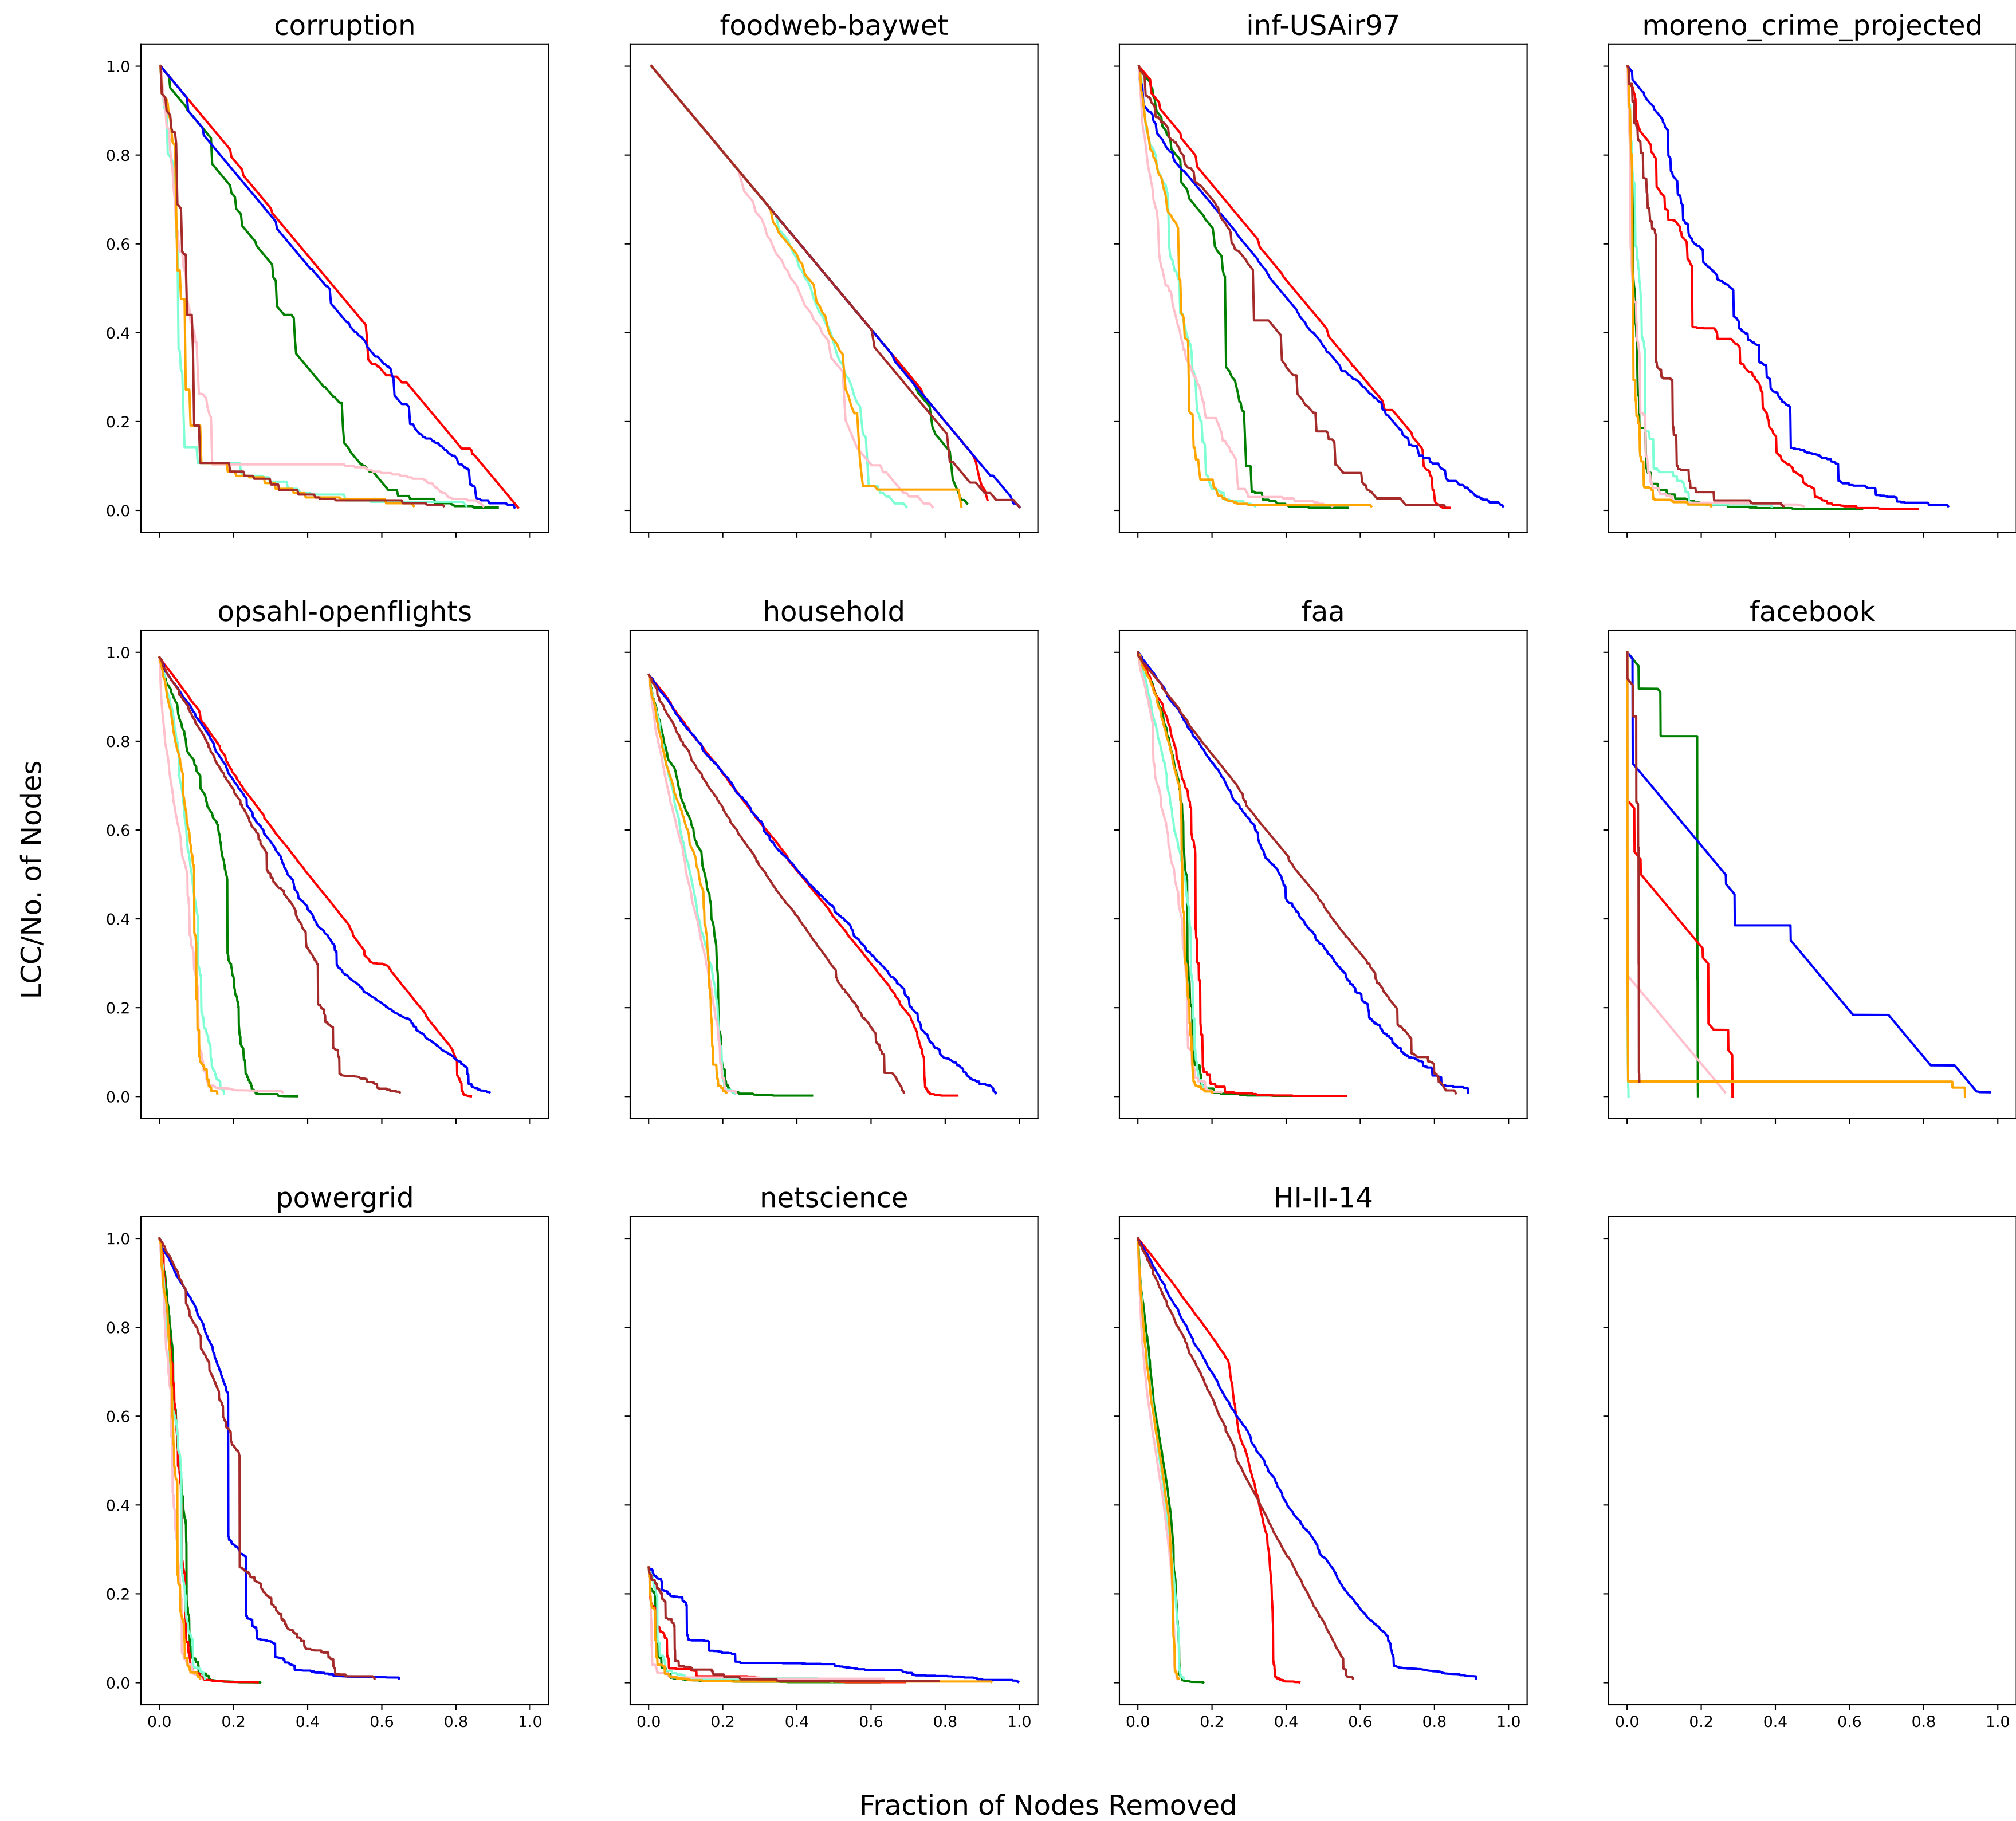 corruption
foodweb-baywet
inf-USAir97
moreno_crime_projected
1.0
0.8
0.6
0.4
0.2
0.0
opsahl-openflights
household
faa
facebook
1.0
0.8
0.6
0.4
0.2
0.0
LCC/No. of Nodes
powergrid
netscience
HI-II-14
1.0
0.8
0.6
0.4
0.2
0.0
0.0 0.2 0.4 0.6 0.8 1.0
0.0 0.2 0.4 0.6 0.8 1.0
0.0 0.2 0.4 0.6 0.8 1.0
0.0 0.2 0.4 0.6 0.8 1.0
Fraction of Nodes Removed